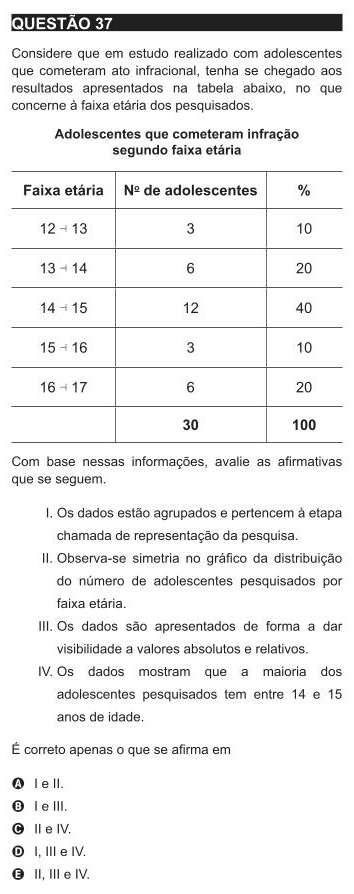 QUESTÃO 37
Considere que em estudo realizado com adolescentes
que cometeram ato infracional, tenha se chegado aos
resultados apresentados na tabela abaixo, no que
concerne à faixa etária dos pesquisados.
Adolescentes que cometeram infração
segundo faixa etária
Faixa etária Nº de adolescentes %
12 ⊣ 13 3 10
13 ⊣ 14 6 20
14 ⊣ 15 12 40
15 ⊣ 16 3 10
16 ⊣ 17 6 20
30 100
Com base nessas informações, avalie as afirmativas
que se seguem.
I. Os dados estão agrupados e pertencem à etapa
chamada de representação da pesquisa.
II. Observa-se simetria no gráfico da distribuição
do número de adolescentes pesquisados por
faixa etária.
III. Os dados são apresentados de forma a dar
visibilidade a valores absolutos e relativos.
IV. Os dados mostram que a maioria dos
adolescentes pesquisados tem entre 14 e 15
anos de idade.
É correto apenas o que se afirma em
A I e II.
B I e III.
C II e IV.
D I, III e IV.
E II, III e IV.